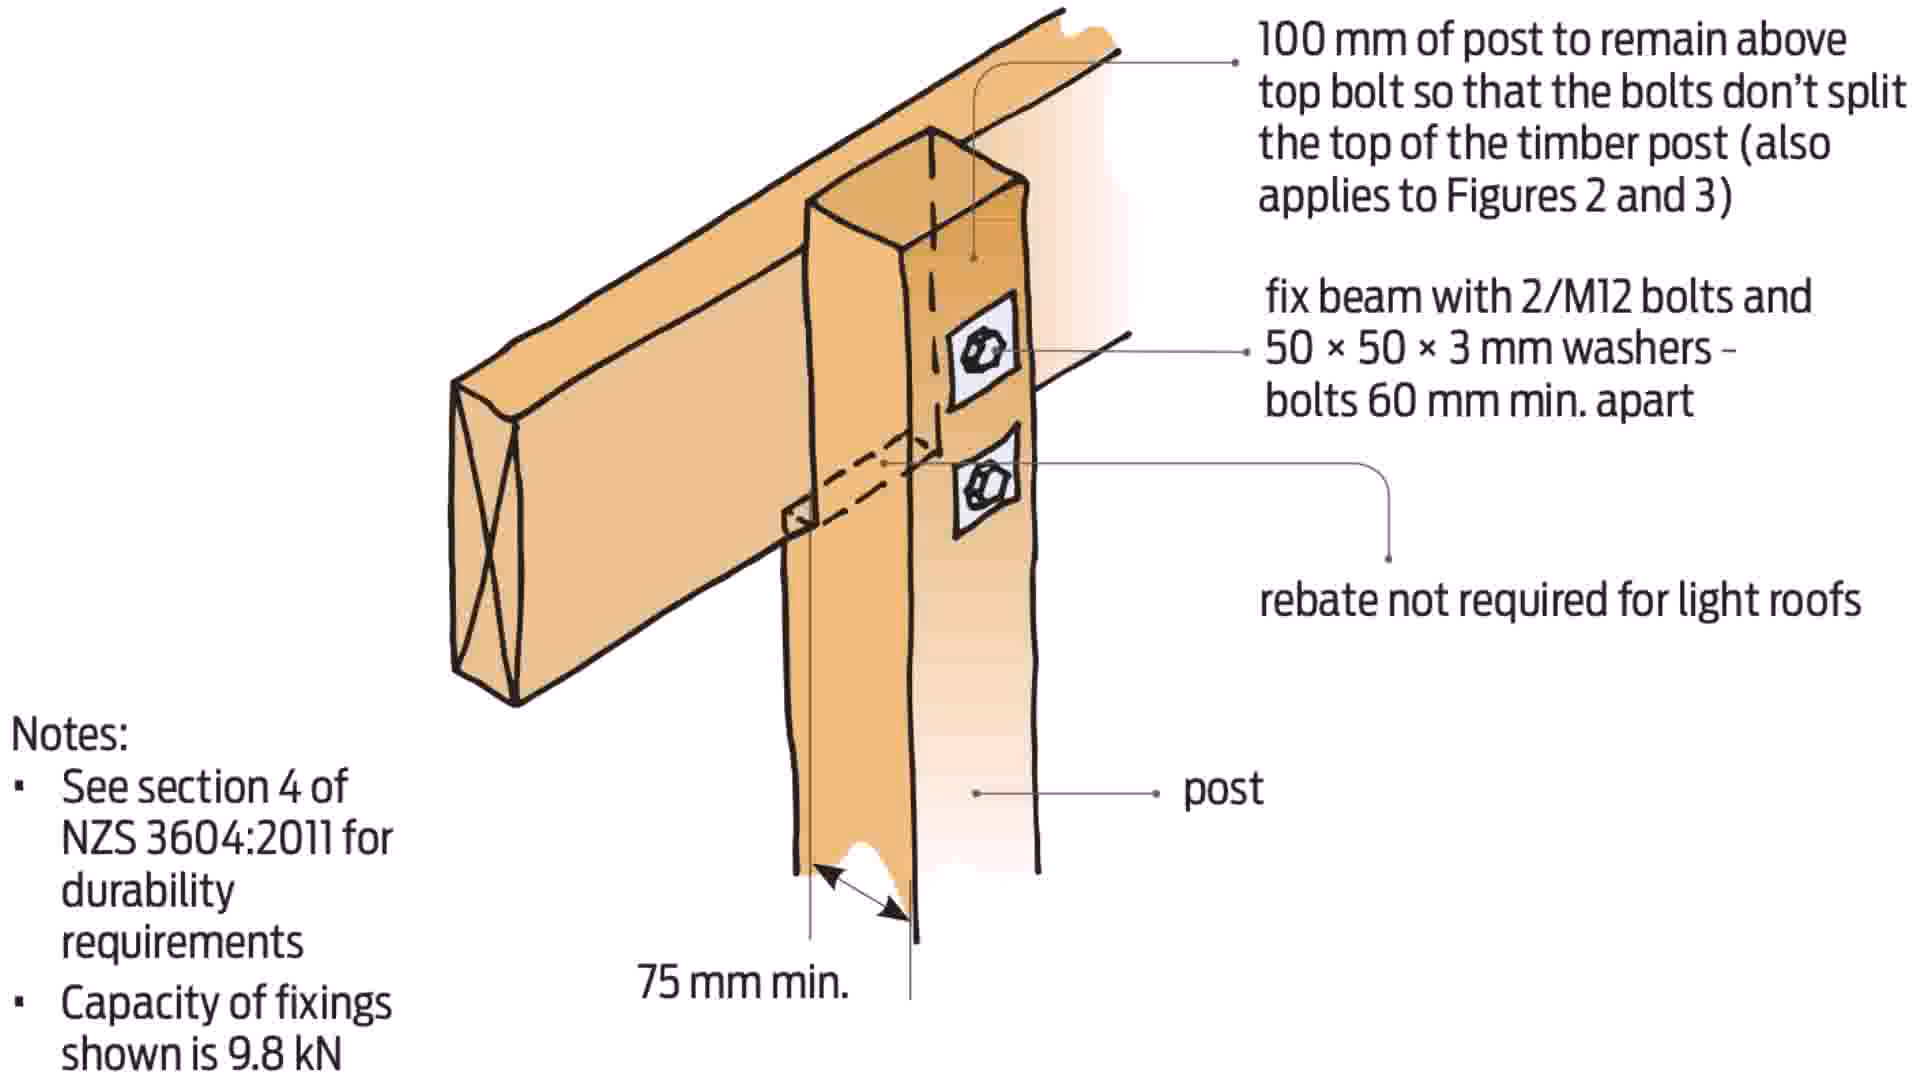 100 mm of post to remain above
top bolt so that the bolts don't split
the top of the timber post (also
applies to Figures 2 and 3)
fix beam with 2/M12 bolts and
50 × 50 × 3 mm washers –
bolts 60 mm min. apart
rebate not required for light roofs
Notes:
▪ See section 4 of
NZS 3604:2011 for
durability
requirements
▪ Capacity of fixings
shown is 9.8 kN
post
75 mm min.